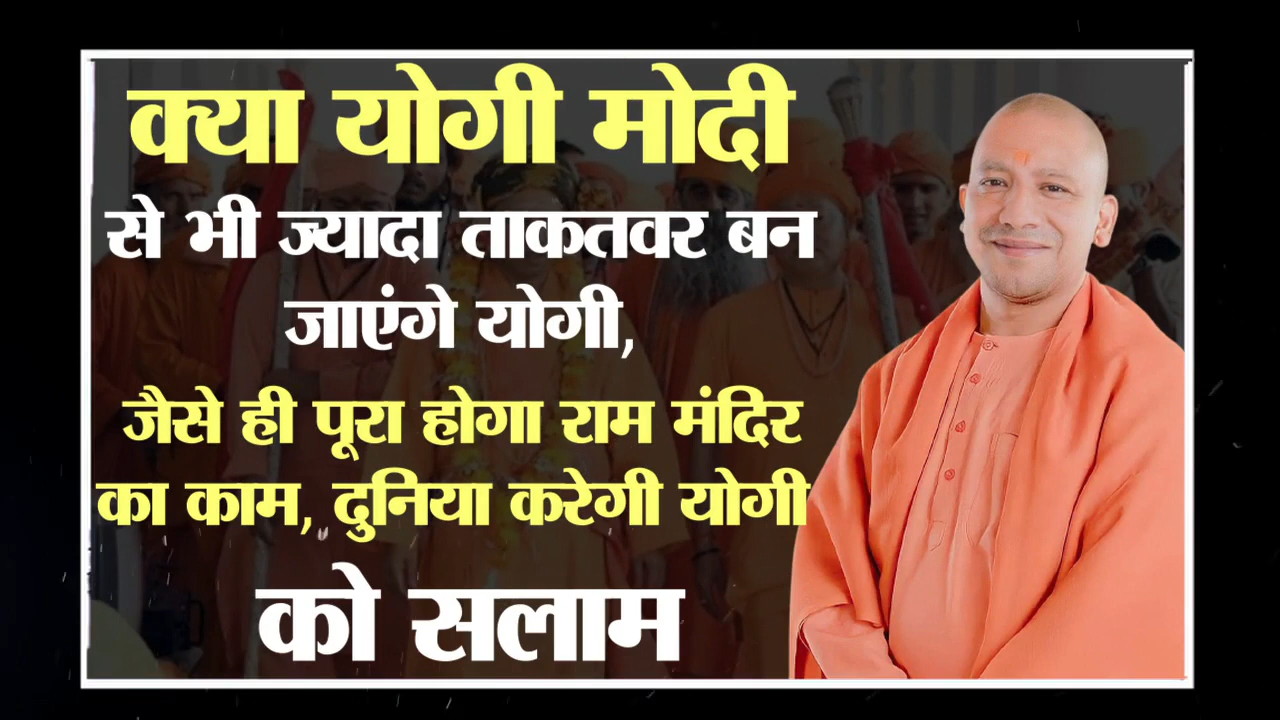 क्या योगी मोदी
से भी ज्यादा ताकतवर बन
जाएंगे योगी,
जैसे ही पूरा होगा राम मंदिर
का काम, दुनिया करेगी योगी
को सलाम